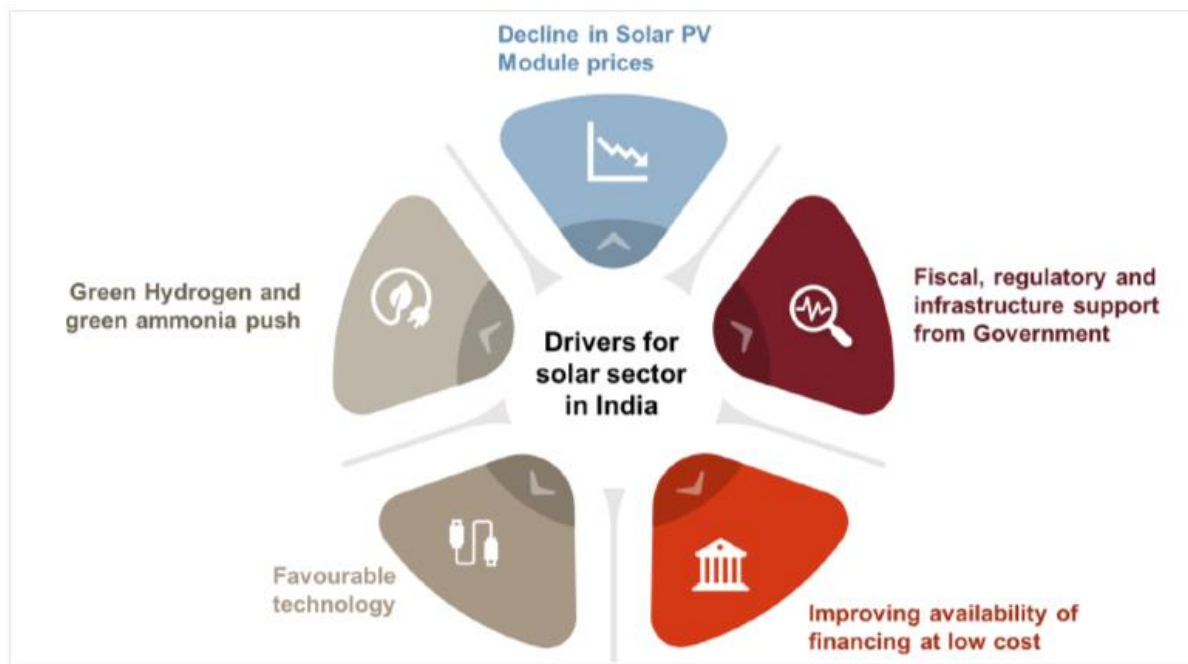 Decline in Solar PV
Module prices
Fiscal, regulatory and
infrastructure support
from Government
Green Hydrogen and
green ammonia push
Drivers for
solar sector
in India
Favourable
technology
Improving availability of
financing at low cost